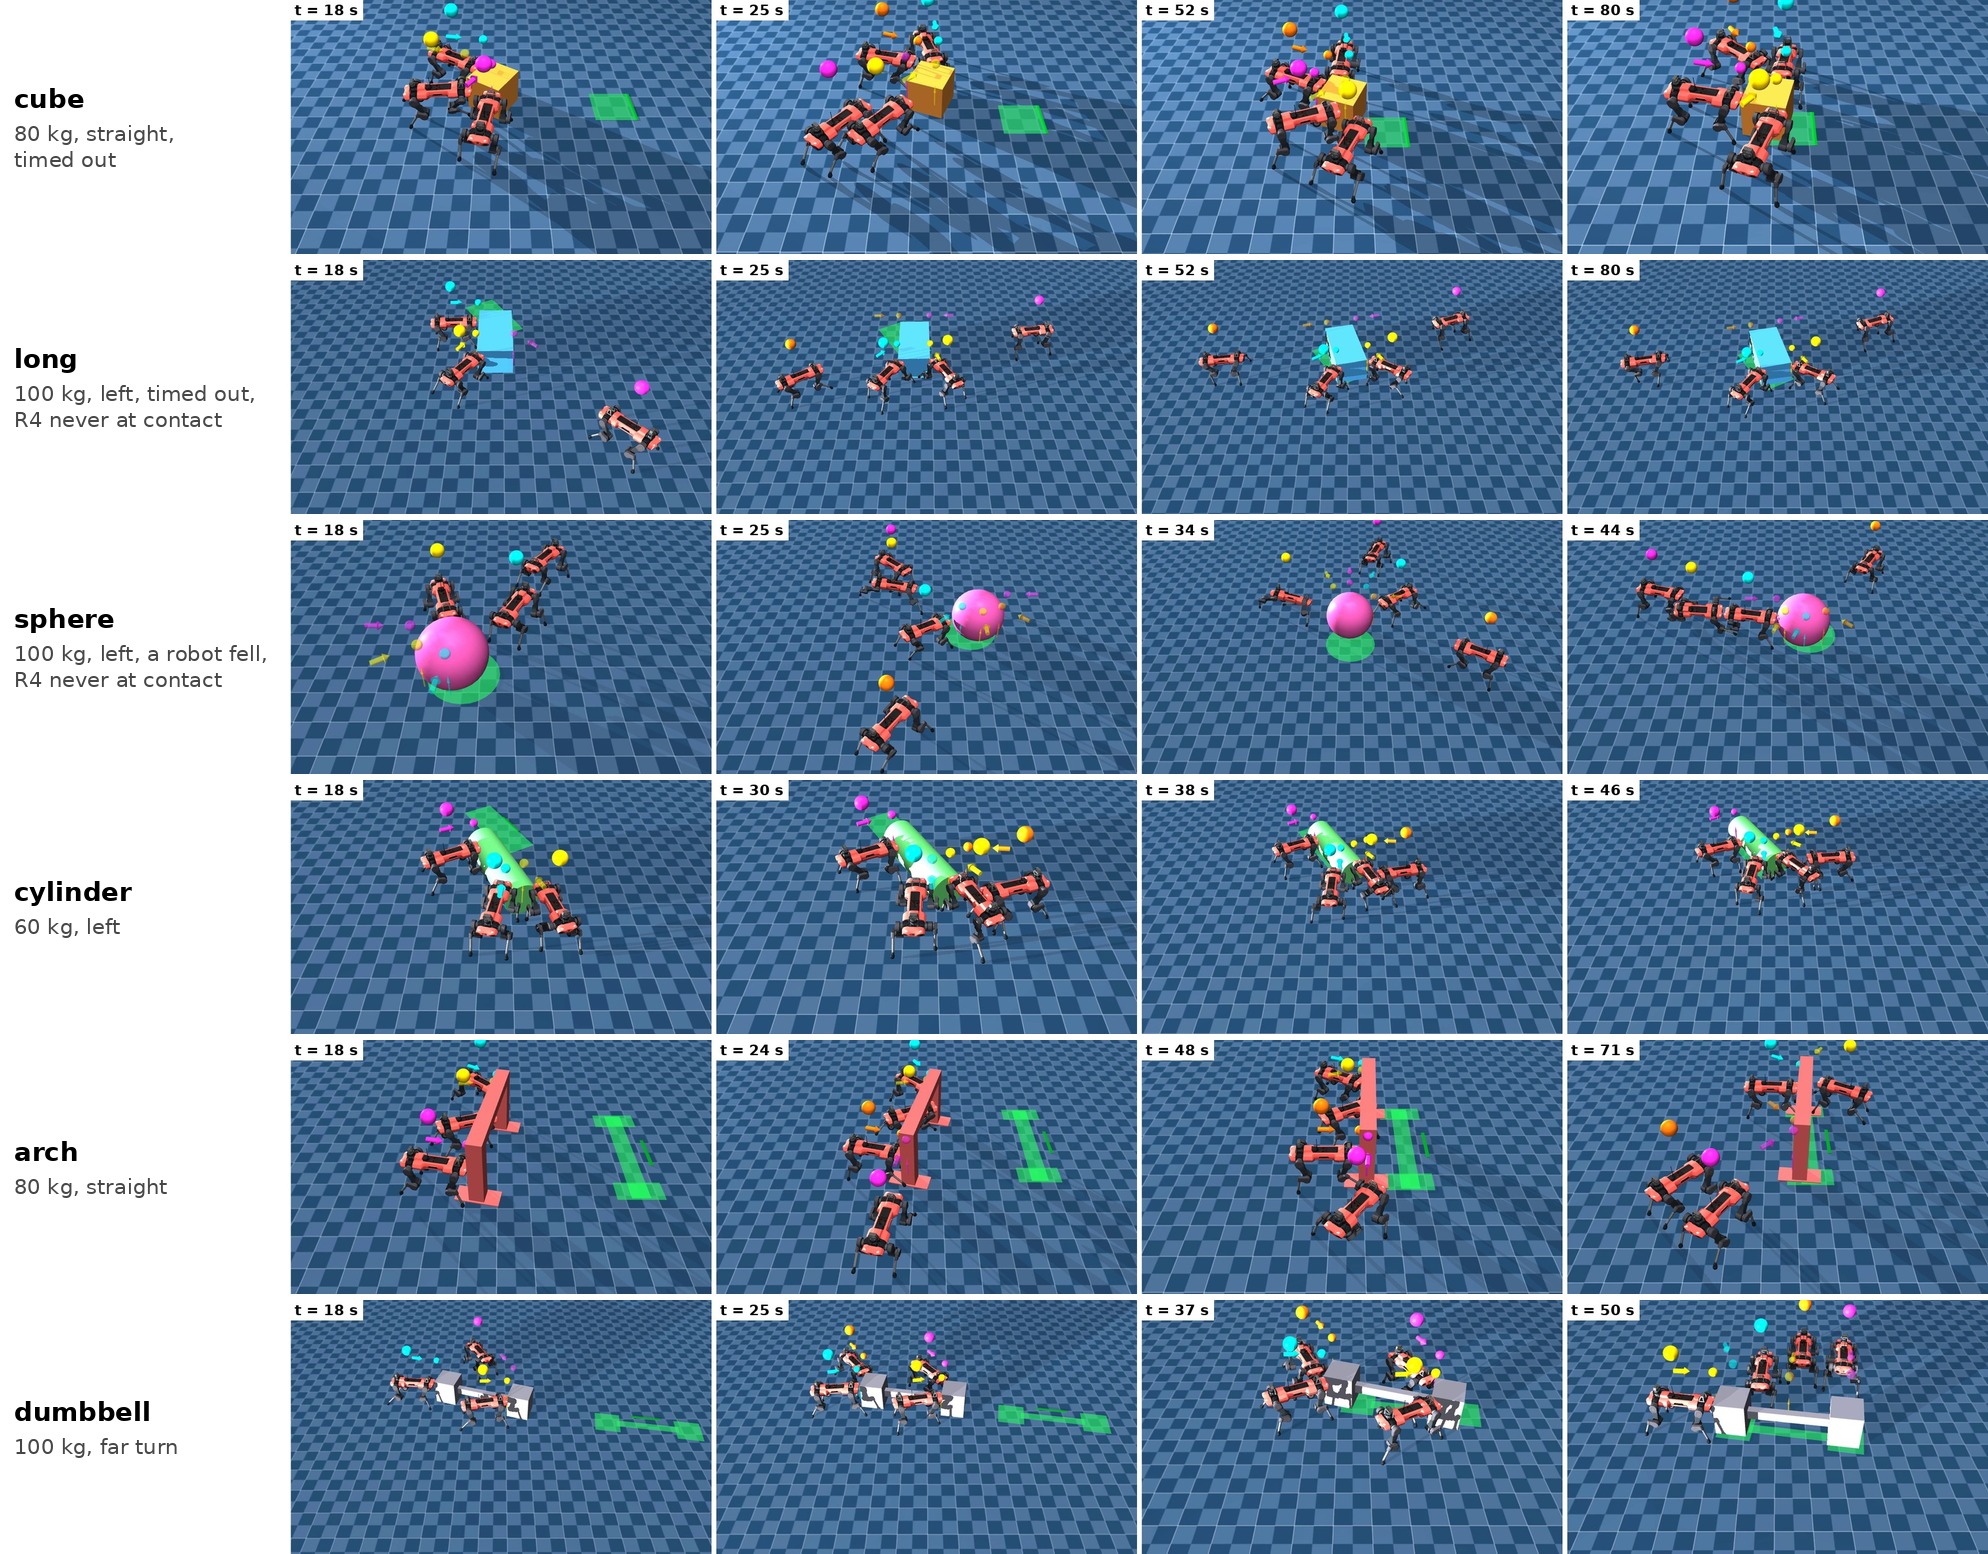 t = 18 s
t = 25 s
t = 52 s
t = 80 s
cube
80 kg, straight,
timed out
t = 18 s
t = 25 s
t = 52 s
t = 80 s
long
100 kg, left, timed out,
R4 never at contact
t = 18 s
t = 25 s
t = 34 s
t = 44 s
sphere
100 kg, left, a robot fell,
R4 never at contact
t = 18 s
t = 30 s
t = 38 s
t = 46 s
cylinder
60 kg, left
t = 18 s
t = 24 s
t = 48 s
t = 71 s
arch
80 kg, straight
t = 18 s
t = 25 s
t = 37 s
t = 50 s
dumbbell
100 kg, far turn